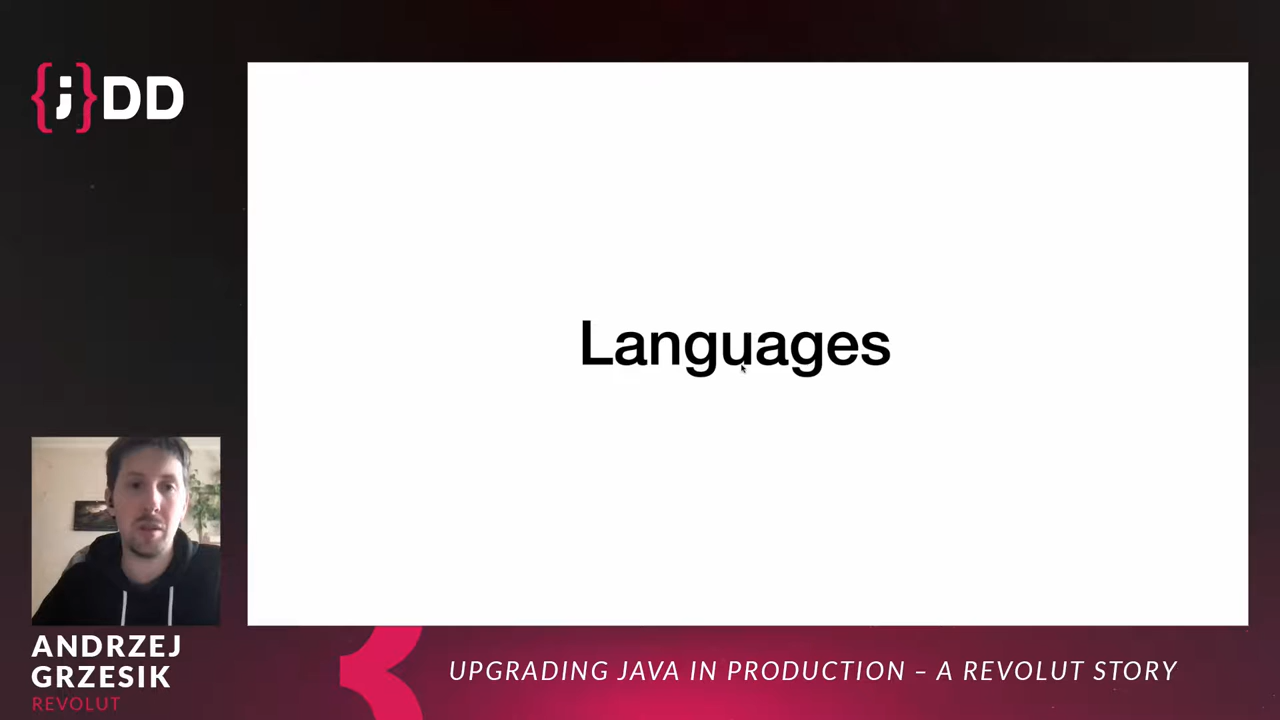 {;}DD
Languages
ANDRZEJ
GRZESIK
REVOLUT
UPGRADING JAVA IN PRODUCTION – A REVOLUT STORY